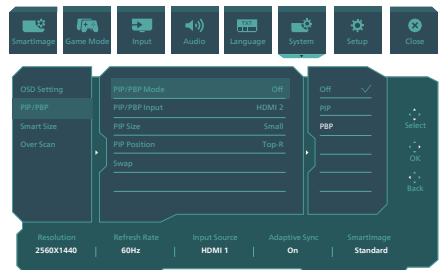 TXT
SmartImage Game Mode Input Audio Language System Setup Close
OSD Setting PIP/PBP Mode Off Off
PIP/PBP PIP/PBP Input HDMI 2 PIP
Smart Size PIP Size Small PBP
Over Scan PIP Position Top-R
Swap
Select
OK
Back
Resolution Refresh Rate Input Source Adaptive Sync SmartImage
2560X1440 60Hz HDMI 1 On Standard